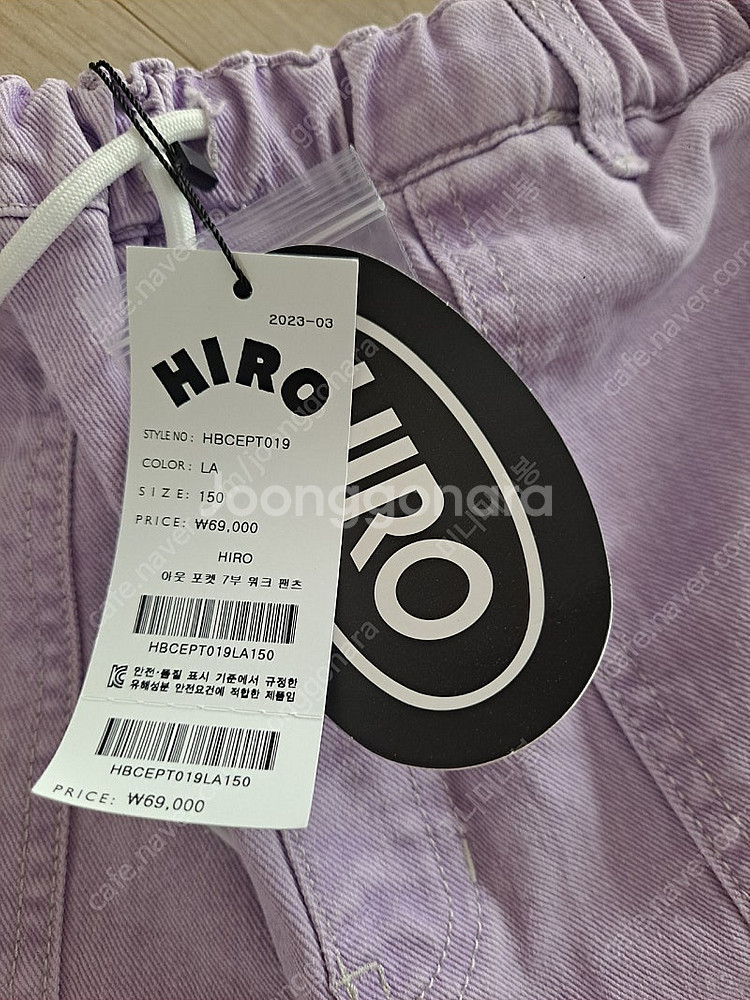 2023-03
HIRO
STYLE NO : HBCEPT019
COLOR : LA
SIZE : 150
PRICE : ₩69,000
HIRO
아웃 포켓 7부 워크 팬츠
HBCEPT019LA150
안전·품질 표시 기준에서 규정한
유해성분 안전요건에 적합한 제품임
HBCEPT019LA150
PRICE : ₩69,000
HIRO
Joonggonara